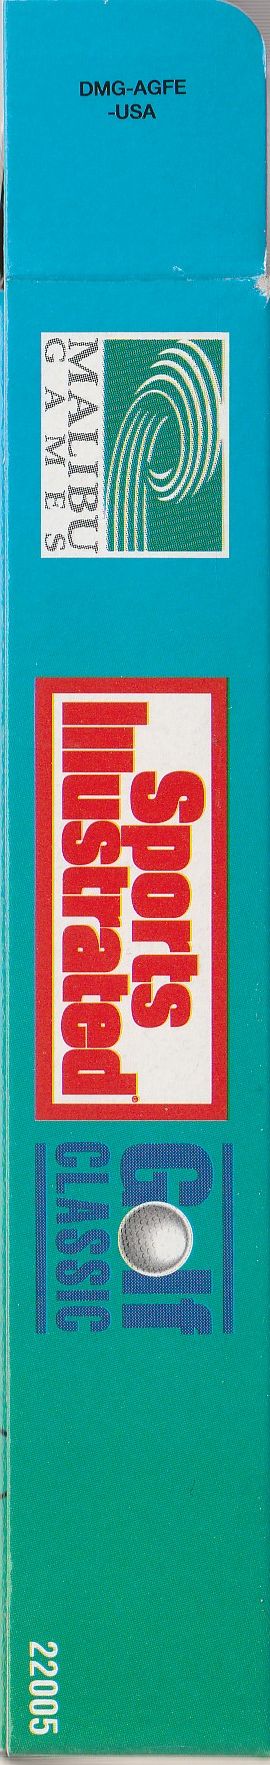 DMG-AGFE
-USA
MALIBU
GAMES
Sports
Illustrated
Golf
CLASSIC
22005